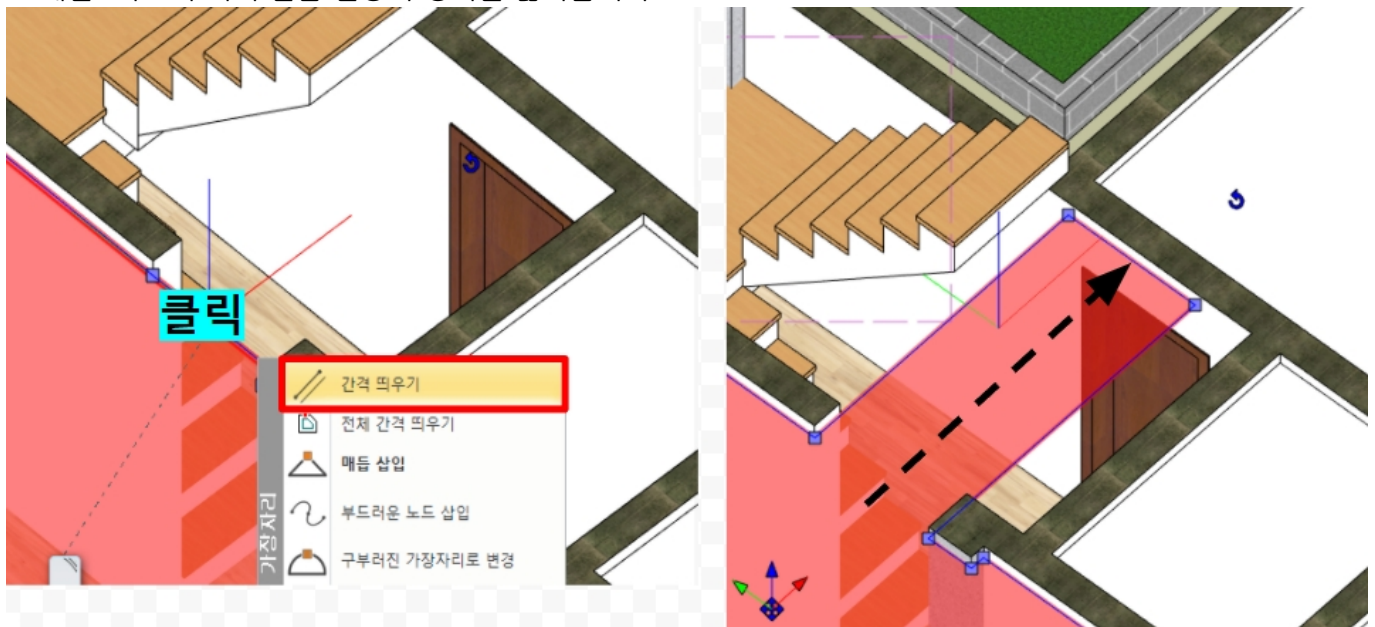 클릭
간격 띄우기
전체 간격 띄우기
매듭 삽입
부드러운 노드 삽입
구부러진 가장자리로 변경
가장자리